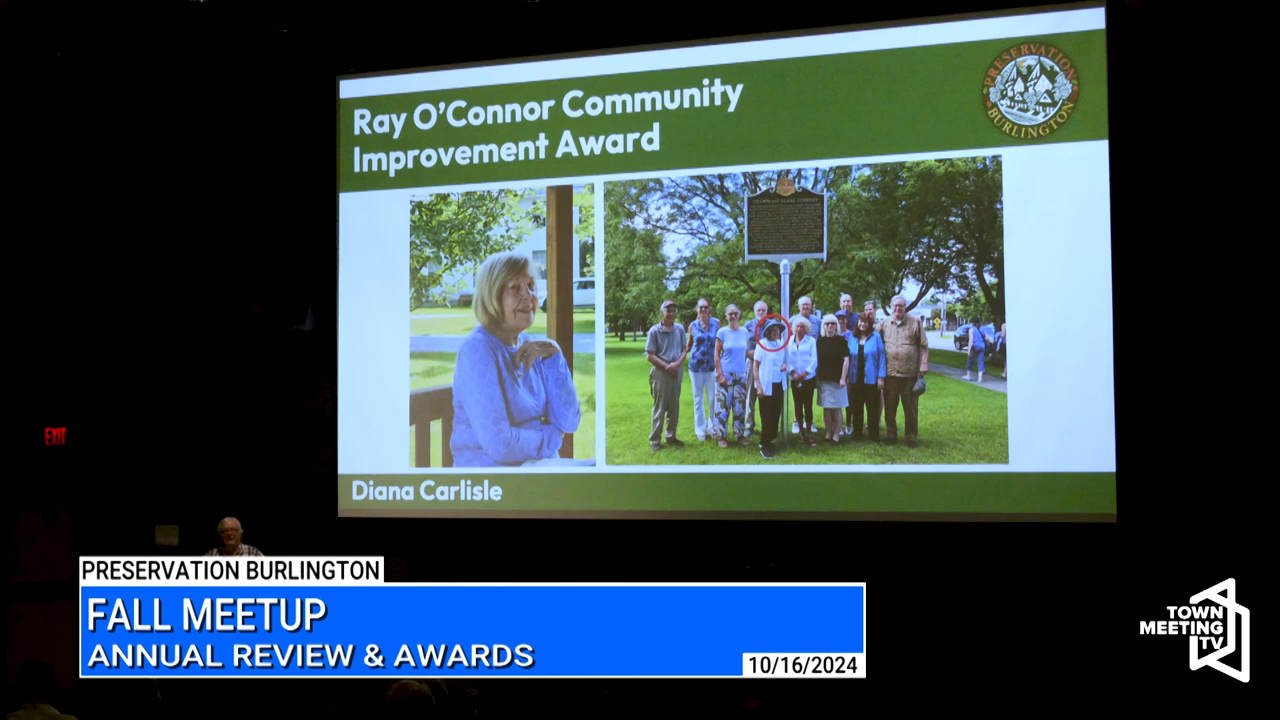 Ray O'Connor Community
Improvement Award
PRESERVATION
BURLINGTON
Diana Carlisle
EXIT
PRESERVATION BURLINGTON
FALL MEETUP
ANNUAL REVIEW & AWARDS
10/16/2024
TOWN
MEETING
TV